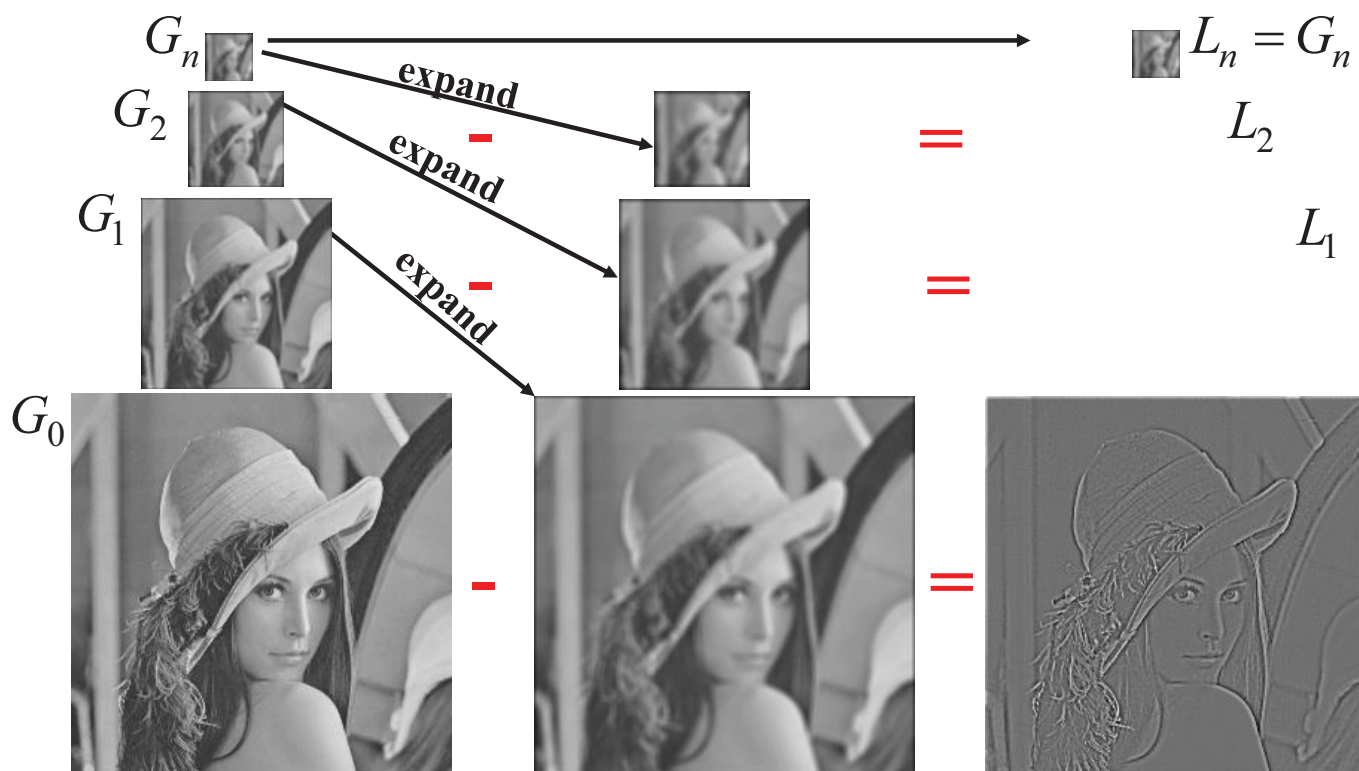 Gₙ
Lₙ = Gₙ
expand
G₂
-
=
L₂
expand
G₁
L₁
expand
-
=
G₀
-
=